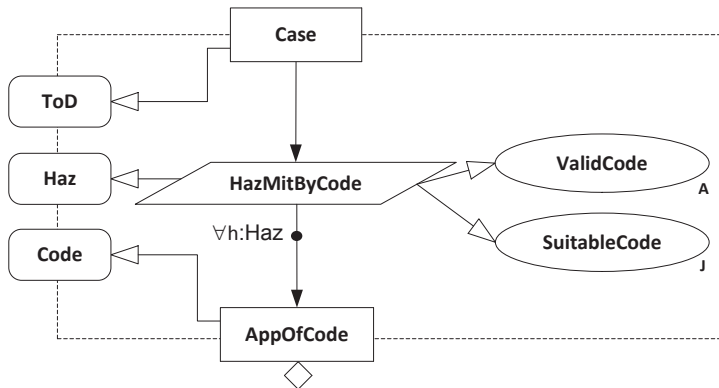 Case
ToD
Haz
HazMitByCode
ValidCode
A
Code
∀h:Haz
SuitableCode
J
AppOfCode